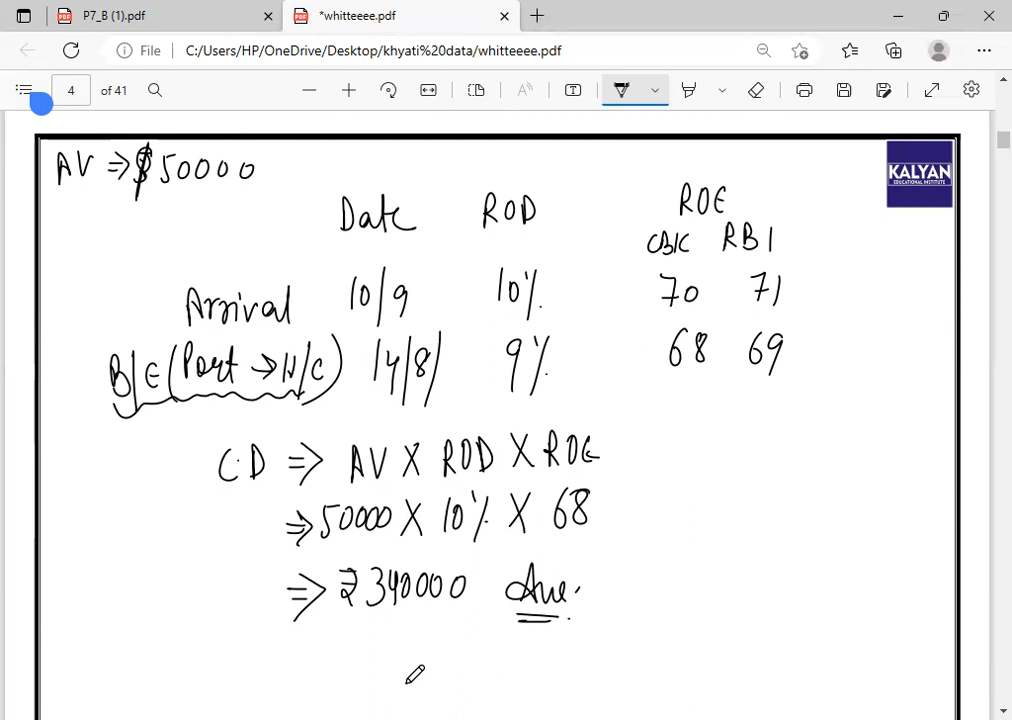 P7_B (1).pdf
*whitteeee.pdf
File
C:/Users/HP/OneDrive/Desktop/khyati%20data/whitteeee.pdf
4 of 41
KALYAN
EDUCATIONAL INSTITUTE
AV ⇒ $50000
Date ROD ROE
CBIC RBI
Arrival 10/9 10% 70 71
B/E (Port → H/C) 14/8/ 9% 68 69
C.D ⇒ AV X ROD X ROE
⇒ 50000 X 10% X 68
⇒ ₹340000 Ans.